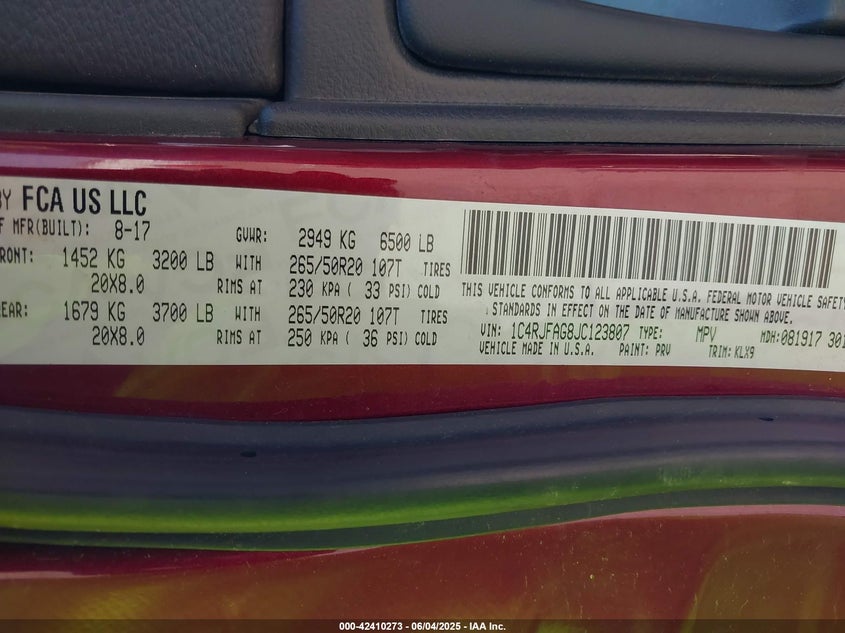 BY FCA US LLC
OF MFR(BUILT): 8-17 GVWR: 2949 KG 6500 LB
FRONT: 1452 KG 3200 LB WITH 265/50R20 107T TIRES
20X8.0 RIMS AT 230 KPA ( 33 PSI) COLD
REAR: 1679 KG 3700 LB WITH 265/50R20 107T TIRES
20X8.0 RIMS AT 250 KPA ( 36 PSI) COLD
THIS VEHICLE CONFORMS TO ALL APPLICABLE U.S.A. FEDERAL MOTOR VEHICLE SAFETY
STANDARDS IN EFFECT ON THE DATE OF MANUFACTURE SHOWN ABOVE.
VIN: 1C4RJFAG8JC123807 TYPE: MPV MDH:081917 301
VEHICLE MADE IN U.S.A. PAINT: PRV TRIM: KLX9
000-42410273 - 06/04/2025 - IAA Inc.